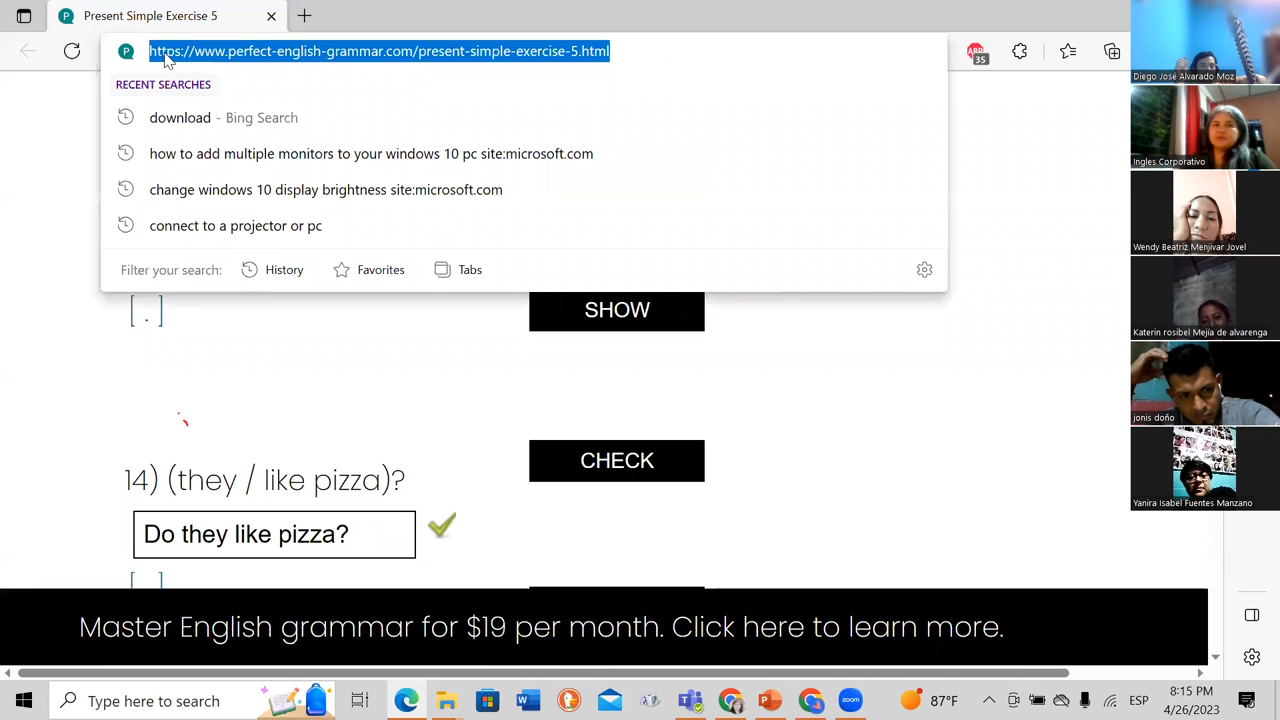 Present Simple Exercise 5
https://www.perfect-english-grammar.com/present-simple-exercise-5.html
RECENT SEARCHES
download - Bing Search
how to add multiple monitors to your windows 10 pc site:microsoft.com
change windows 10 display brightness site:microsoft.com
connect to a projector or pc
Filter your search:
History
Favorites
Tabs
35
Diego José Alvarado Moz
Ingles Corporativo
Wendy Beatriz Menjivar Jovel
Katerin rosibel Mejía de alvarenga
jonis doño
Yanira Isabel Fuentes Manzano
[ . ]
SHOW
CHECK
14) (they / like pizza)?
Do they like pizza?
Master English grammar for $19 per month. Click here to learn more.
Type here to search
87°F
ESP
8:15 PM
4/26/2023